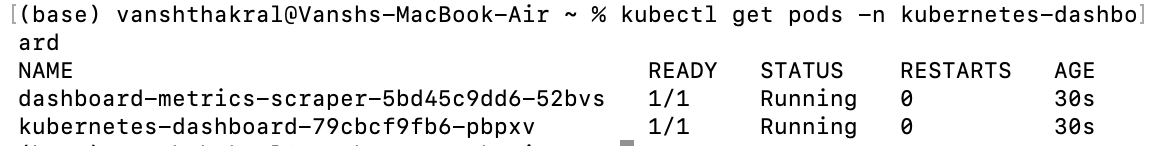 [(base) vanshthakral@Vanshs-MacBook-Air ~ % kubectl get pods -n kubernetes-dashbo]
ard
NAME READY STATUS RESTARTS AGE
dashboard-metrics-scraper-5bd45c9dd6-52bvs 1/1 Running 0 30s
kubernetes-dashboard-79cbcf9fb6-pbpxv 1/1 Running 0 30s